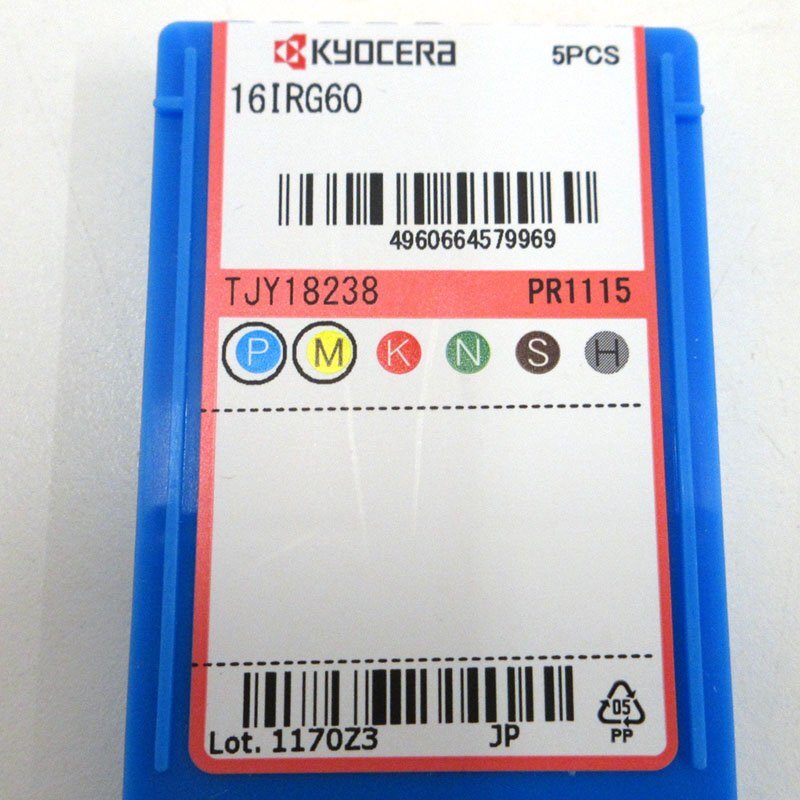 KYOCERA 5PCS
16IRG60
4960664579969
TJY18238 PR1115
P M K N S H
Lot. 1170Z3 JP
05
PP